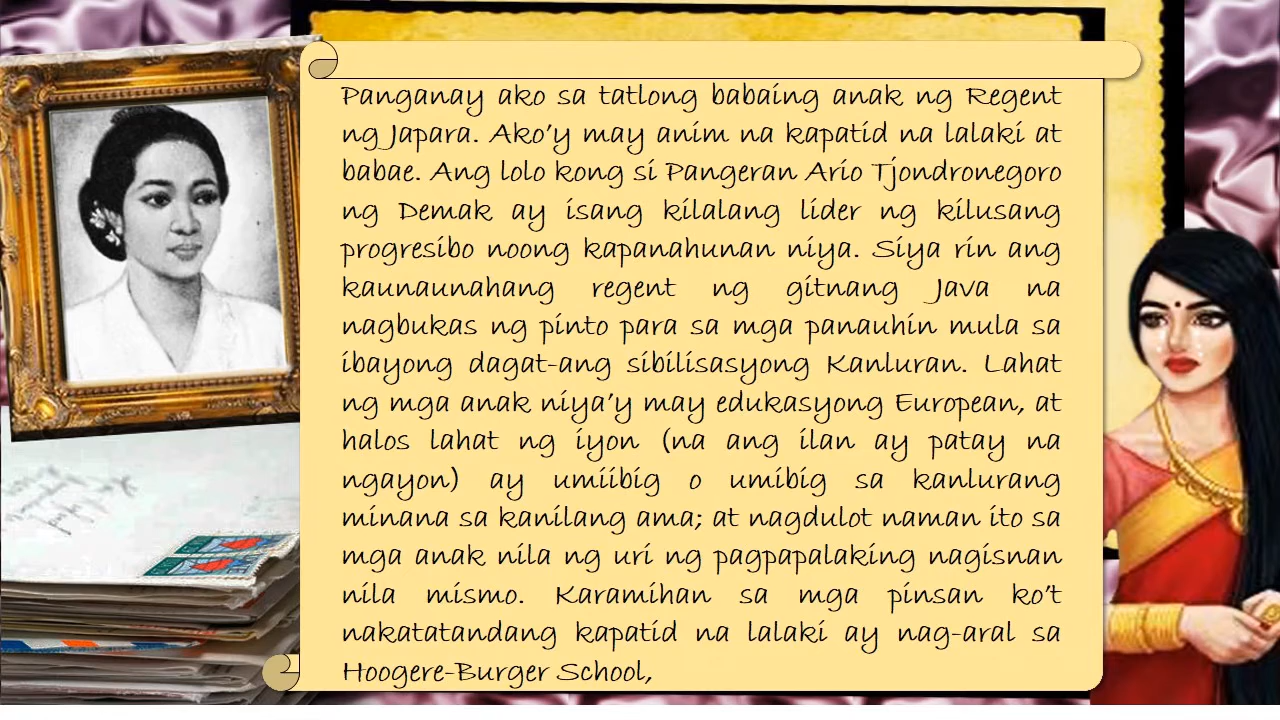 Panganay ako sa tatlong babaing anak ng Regent
ng Japara. Ako'y may anim na kapatid na lalaki at
babae. Ang lolo kong si Pangeran Ario Tjondronegoro
ng Demak ay isang kilalang lider ng kilusang
progresibo noong kapanahunan niya. Siya rin ang
kaunaunahang regent ng gitnang Java na
nagbukas ng pinto para sa mga panauhin mula sa
ibayong dagat-ang sibilisasyong Kanluran. Lahat
ng mga anak niya'y may edukasyong European, at
halos lahat ng iyon (na ang ilan ay patay na
ngayon) ay umiibig o umibig sa kanlurang
minana sa kanilang ama; at nagdulot naman ito sa
mga anak nila ng uri ng pagpapalaking nagisnan
nila mismo. Karamihan sa mga pinsan ko't
nakatatandang kapatid na lalaki ay nag-aral sa
Hoogere-Burger School,